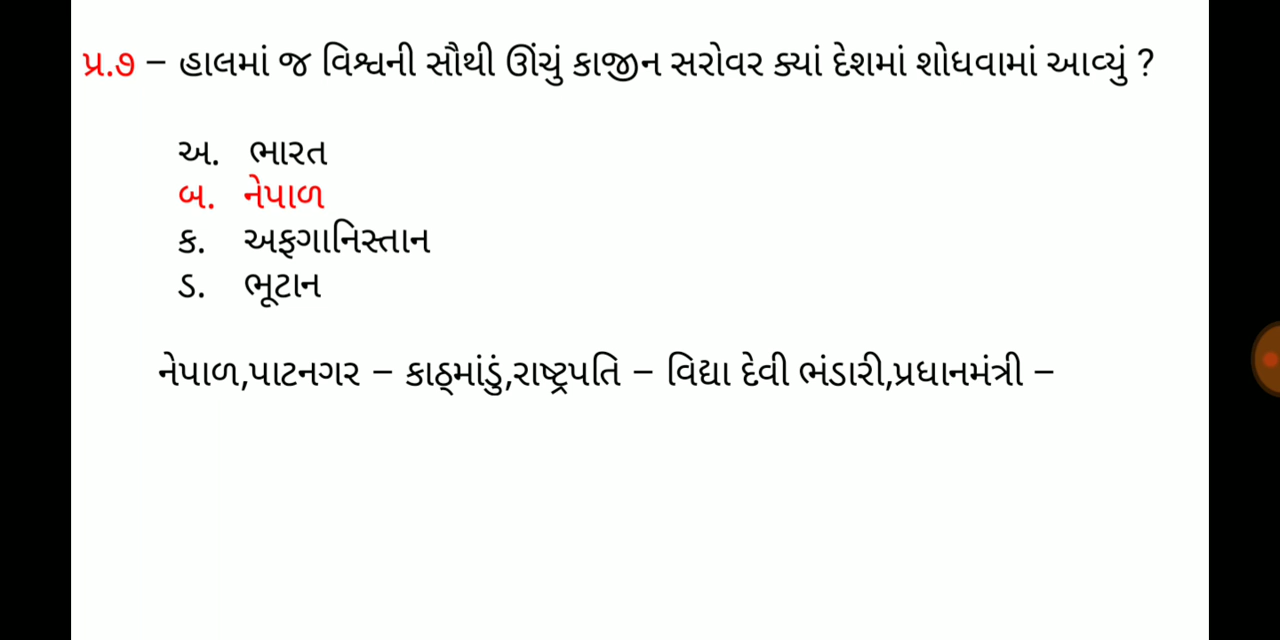 પ્ર.૭ – હાલમાં જ વિશ્વની સૌથી ઊંચું કાજીન સરોવર ક્યાં દેશમાં શોધવામાં આવ્યું ?
અ. ભારત
બ. નેપાળ
ક. અફગાનિસ્તાન
ડ. ભૂટાન
નેપાળ,પાટનગર – કાઠ્માંડું,રાષ્ટ્રપતિ – વિદ્યા દેવી ભંડારી,પ્રધાનમંત્રી –